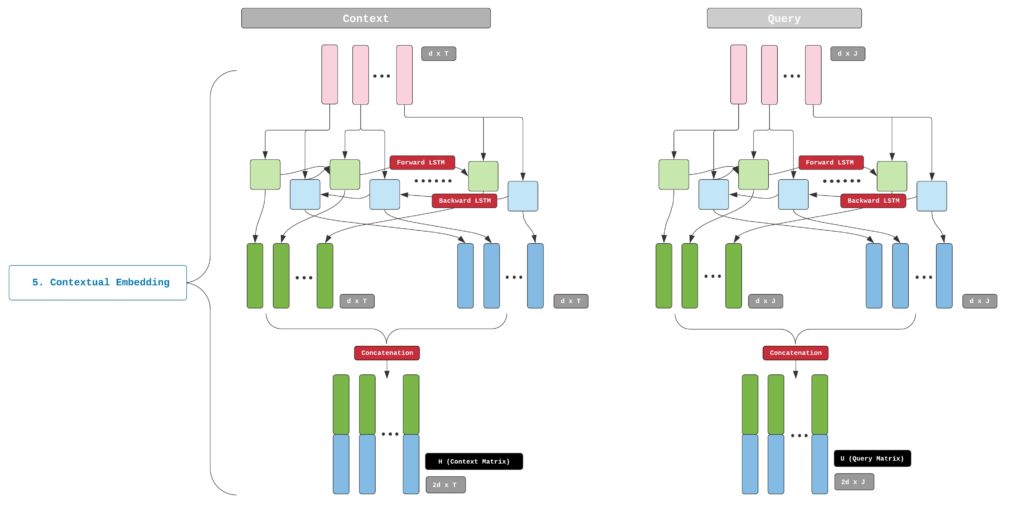 Context
Query
d x T
d x J
Forward LSTM
Forward LSTM
Backward LSTM
Backward LSTM
5. Contextual Embedding
d x T
d x T
d x J
d x J
Concatenation
Concatenation
H (Context Matrix)
U (Query Matrix)
2d x T
2d x J